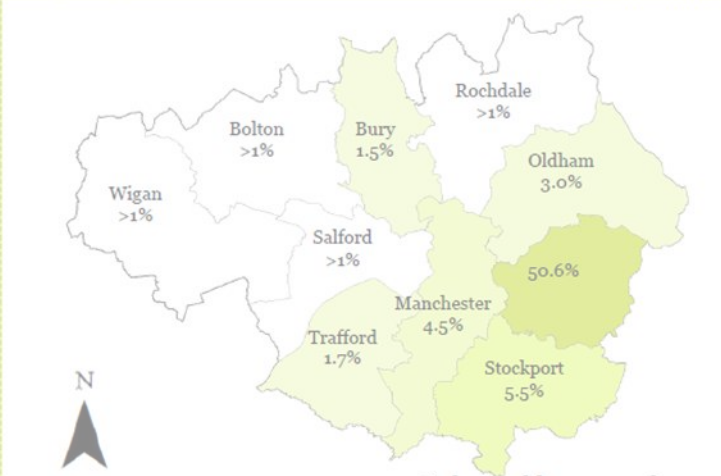 Rochdale
>1%
Bolton
>1%
Bury
1.5%
Oldham
3.0%
Wigan
>1%
Salford
>1%
50.6%
Manchester
4.5%
Trafford
1.7%
Stockport
5.5%
N